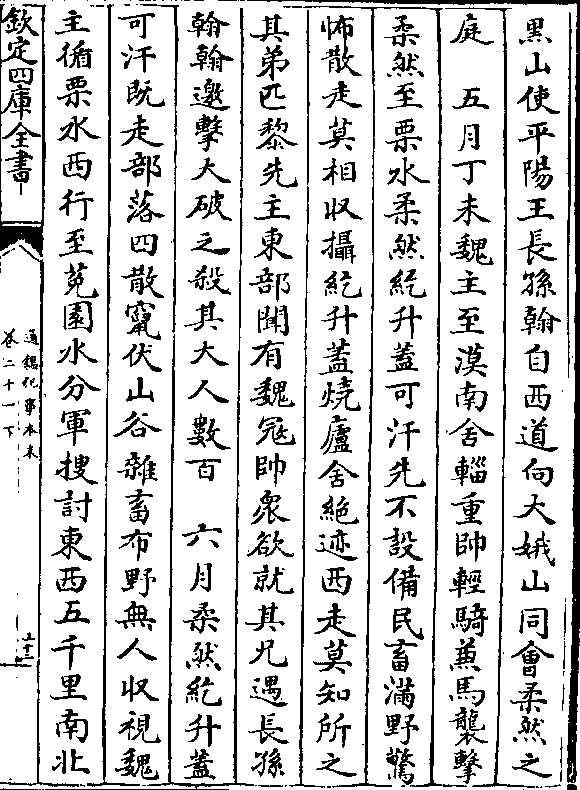 黑山使平陽王長孫翰自西道向大娥山同會柔然之
庭　五月丁未魏主至漠南舍輜重帥輕騎兼馬襲擊
柔然至栗水柔然紇升蓋可汗先不設備民畜滿野驚
怖散走莫相收攝紇升蓋燒廬舍絶迹西走莫知所之
其弟匹黎先主東部聞有魏寇帥衆欲就其兄遇長孫
翰翰邀擊大破之殺其大人數百　六月柔然紇升蓋
可汗既走部落四散竄伏山谷雜畜布野無人收視魏
主循栗水西行至菟園水分軍搜討東西五千里南北
欽定四庫全書
通鑑紀事本末
卷二十一下